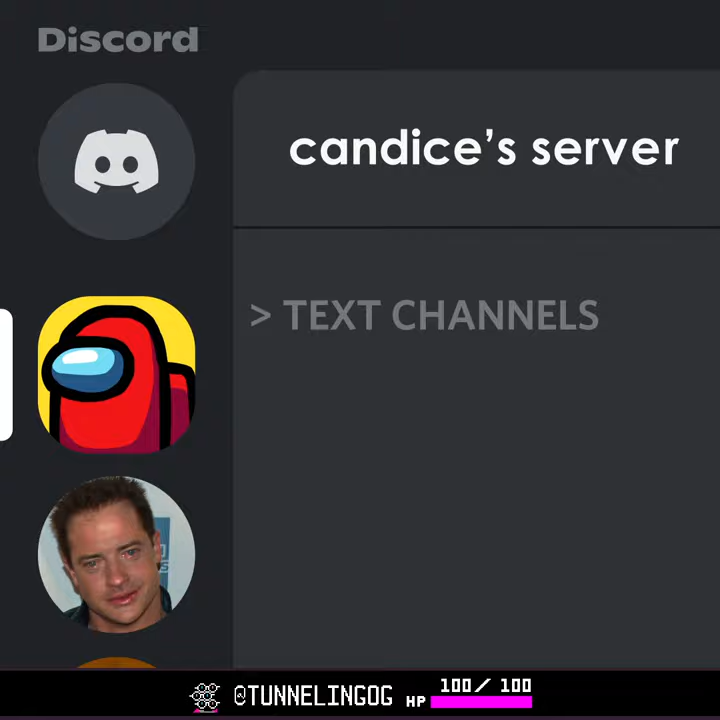 Discord
candice’s server
> TEXT CHANNELS
@TUNNELINGOG HP 100/100